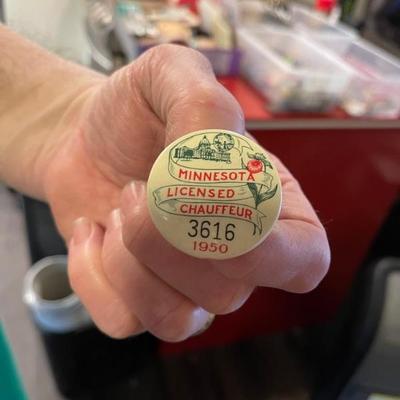 MINNESOTA
LICENSED
CHAUFFEUR
3616
1950